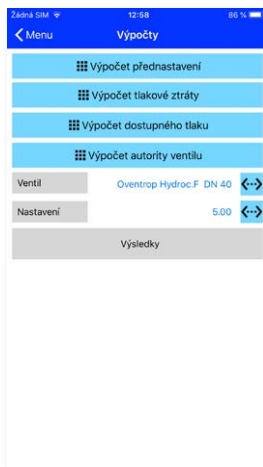 Žádná SIM 12:58 86 %
Menu Výpočty
Výpočet přednastavení
Výpočet tlakové ztráty
Výpočet dostupného tlaku
Výpočet autority ventilu
Ventil Oventrop Hydroc.F DN 40
Nastavení 5.00
Výsledky